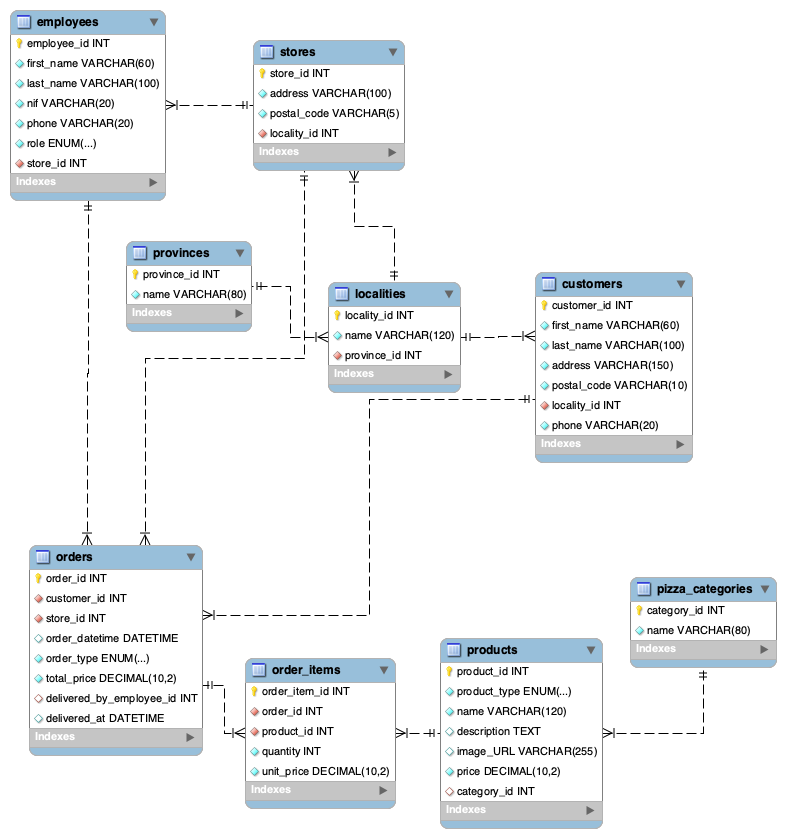 employees
employee_id INT
first_name VARCHAR(60)
last_name VARCHAR(100)
nif VARCHAR(20)
phone VARCHAR(20)
role ENUM(...)
store_id INT
Indexes
stores
store_id INT
address VARCHAR(100)
postal_code VARCHAR(5)
locality_id INT
Indexes
provinces
province_id INT
name VARCHAR(80)
Indexes
localities
locality_id INT
name VARCHAR(120)
province_id INT
Indexes
customers
customer_id INT
first_name VARCHAR(60)
last_name VARCHAR(100)
address VARCHAR(150)
postal_code VARCHAR(10)
locality_id INT
phone VARCHAR(20)
Indexes
orders
order_id INT
customer_id INT
store_id INT
order_datetime DATETIME
order_type ENUM(...)
total_price DECIMAL(10,2)
delivered_by_employee_id INT
delivered_at DATETIME
Indexes
order_items
order_item_id INT
order_id INT
product_id INT
quantity INT
unit_price DECIMAL(10,2)
Indexes
products
product_id INT
product_type ENUM(...)
name VARCHAR(120)
description TEXT
image_URL VARCHAR(255)
price DECIMAL(10,2)
category_id INT
Indexes
pizza_categories
category_id INT
name VARCHAR(80)
Indexes